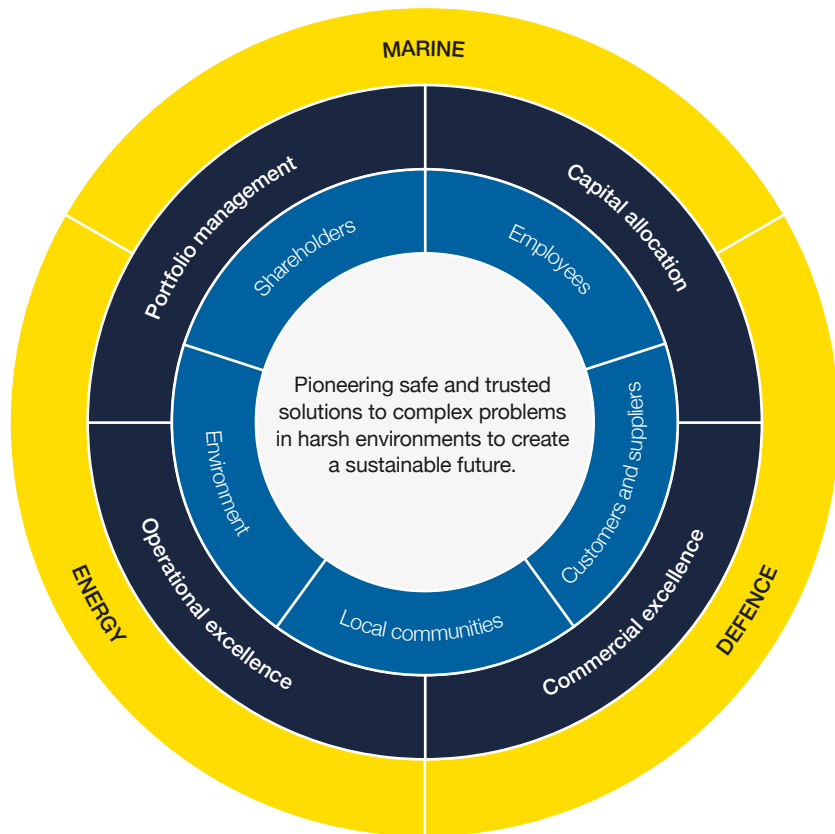 MARINE
Portfolio management
Capital allocation
Shareholders
Employees
Pioneering safe and trusted
solutions to complex problems
in harsh environments to create
a sustainable future.
Environment
Customers and suppliers
Local communities
Operational excellence
Commercial excellence
ENERGY
DEFENCE